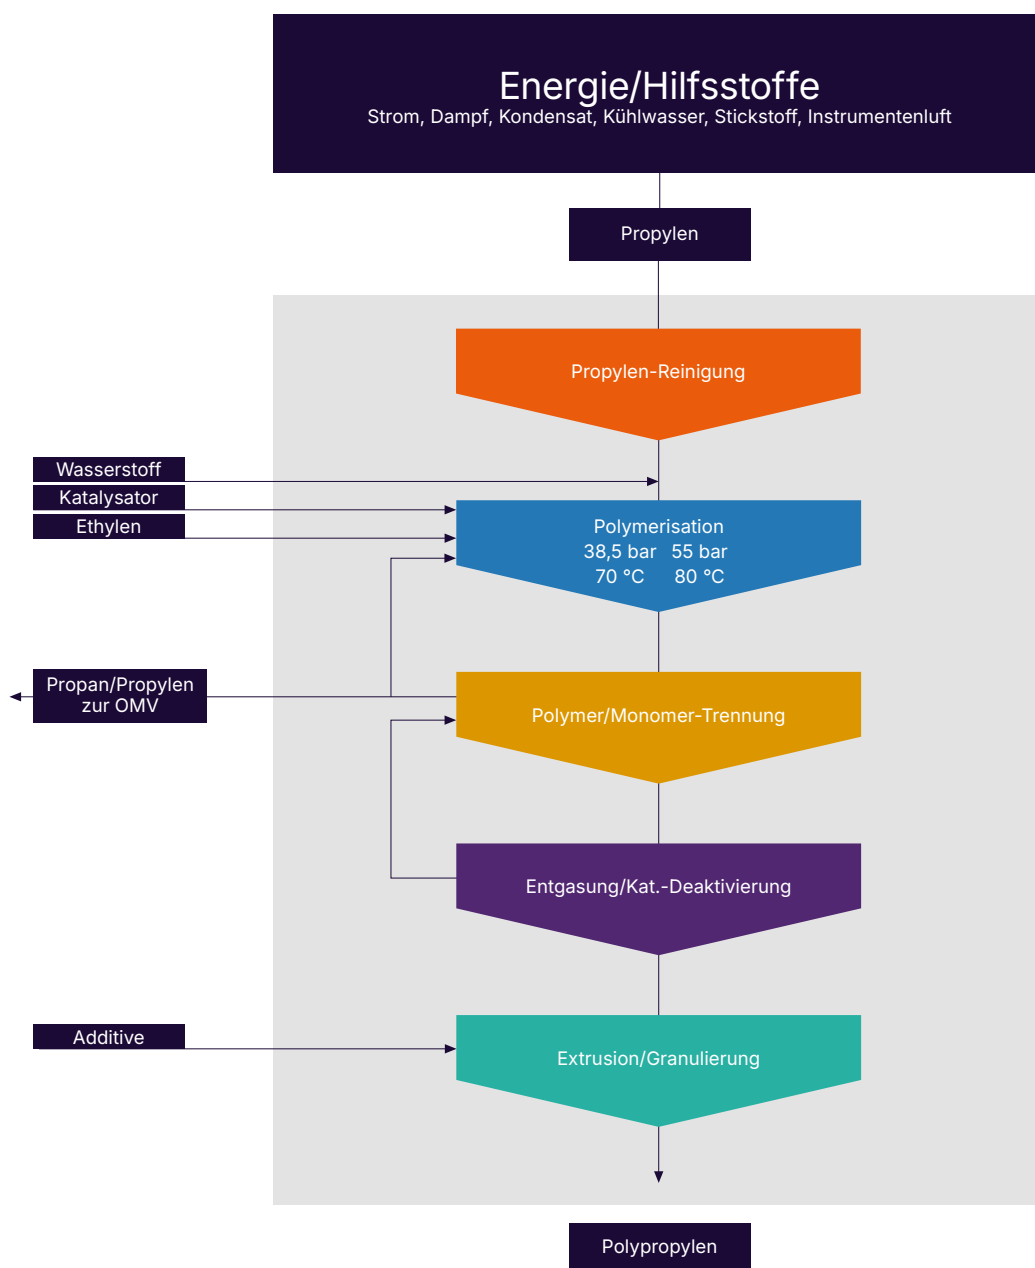 Energie/Hilfsstoffe
Strom, Dampf, Kondensat, Kühlwasser, Stickstoff, Instrumentenluft
Propylen
Propylen-Reinigung
Wasserstoff
Katalysator
Ethylen
Polymerisation
38,5 bar 55 bar
70 °C 80 °C
Propan/Propylen
zur OMV
Polymer/Monomer-Trennung
Entgasung/Kat.-Deaktivierung
Additive
Extrusion/Granulierung
Polypropylen